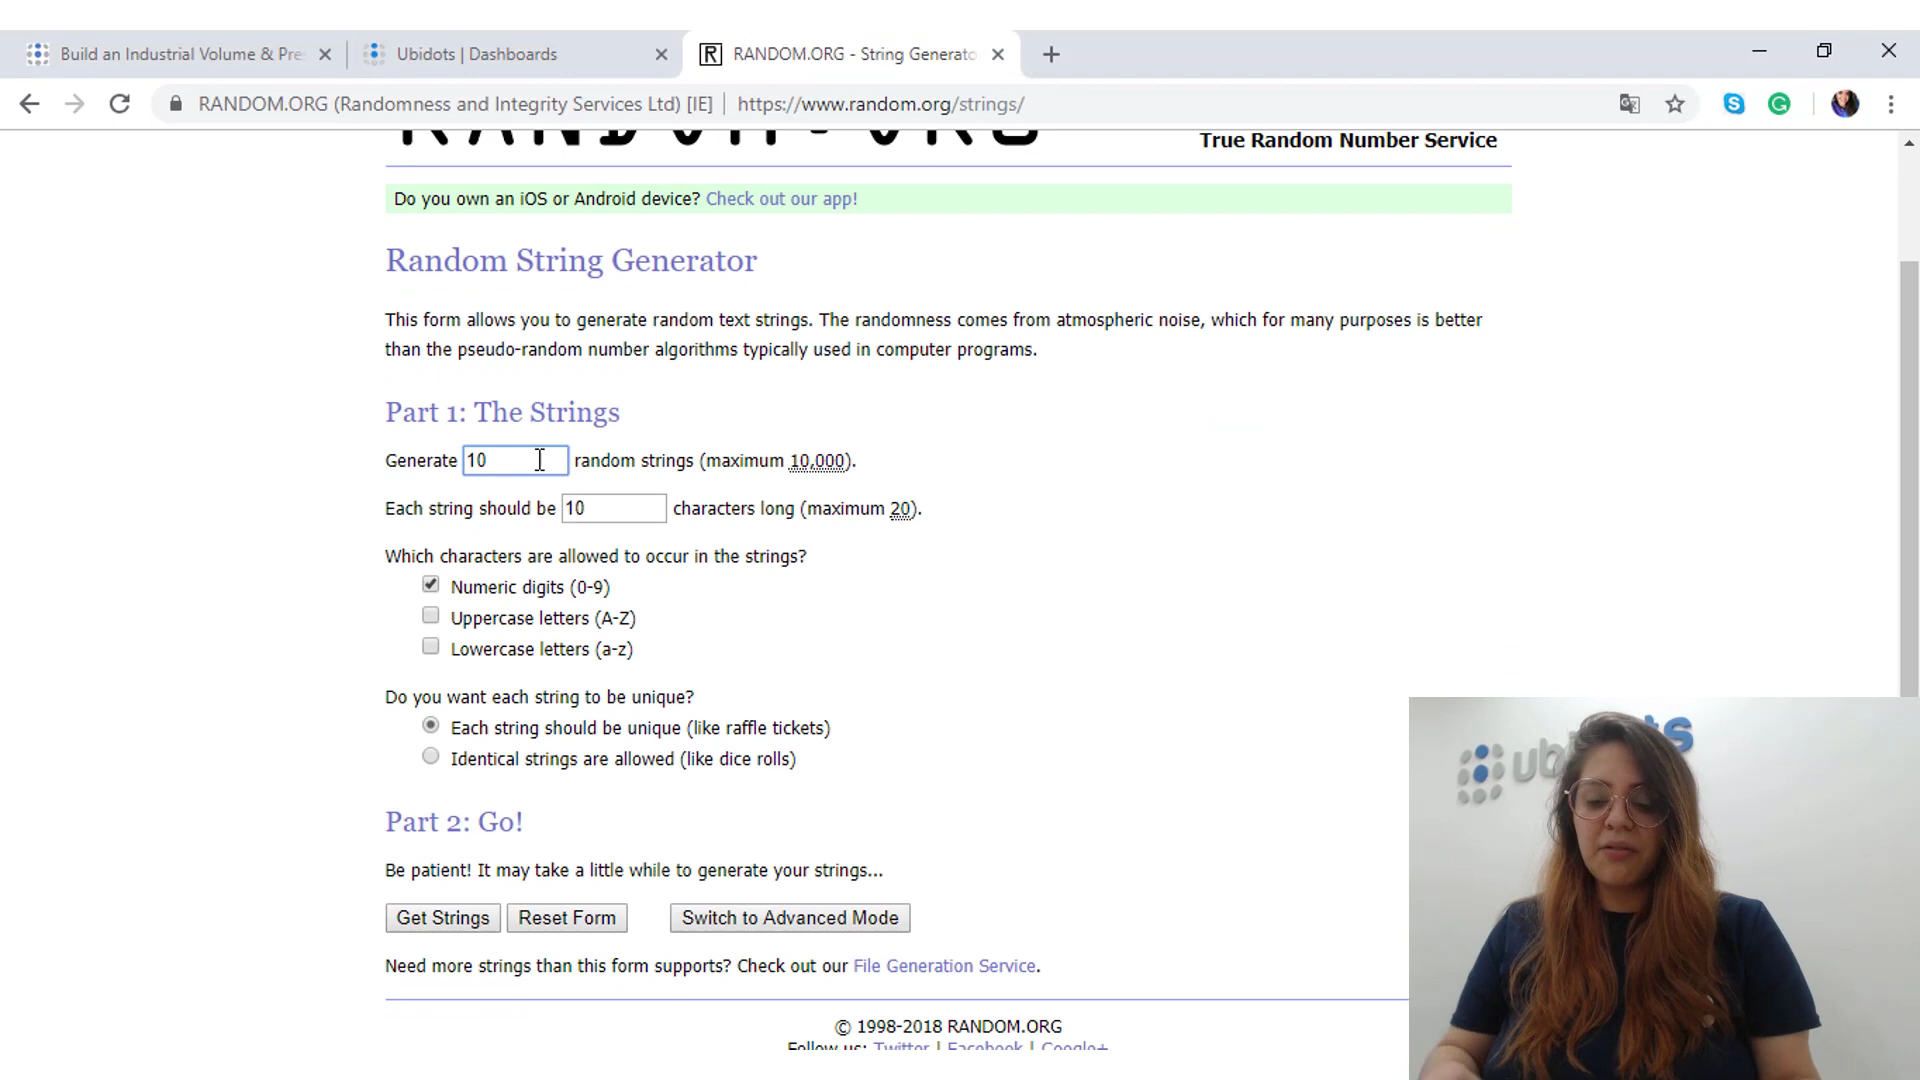 Build an Industrial Volume & Pre
Ubidots | Dashboards
RANDOM.ORG - String Generato
RANDOM.ORG (Randomness and Integrity Services Ltd) [IE]
https://www.random.org/strings/
RANDOM.ORG
True Random Number Service
Do you own an iOS or Android device? Check out our app!
Random String Generator
This form allows you to generate random text strings. The randomness comes from atmospheric noise, which for many purposes is better
than the pseudo-random number algorithms typically used in computer programs.
Part 1: The Strings
Generate 10 random strings (maximum 10,000).
Each string should be 10 characters long (maximum 20).
Which characters are allowed to occur in the strings?
Numeric digits (0-9)
Uppercase letters (A-Z)
Lowercase letters (a-z)
Do you want each string to be unique?
Each string should be unique (like raffle tickets)
Identical strings are allowed (like dice rolls)
Part 2: Go!
Be patient! It may take a little while to generate your strings...
Get Strings Reset Form Switch to Advanced Mode
Need more strings than this form supports? Check out our File Generation Service.
© 1998-2018 RANDOM.ORG
Follow us: Twitter | Facebook | Google+
ubidots